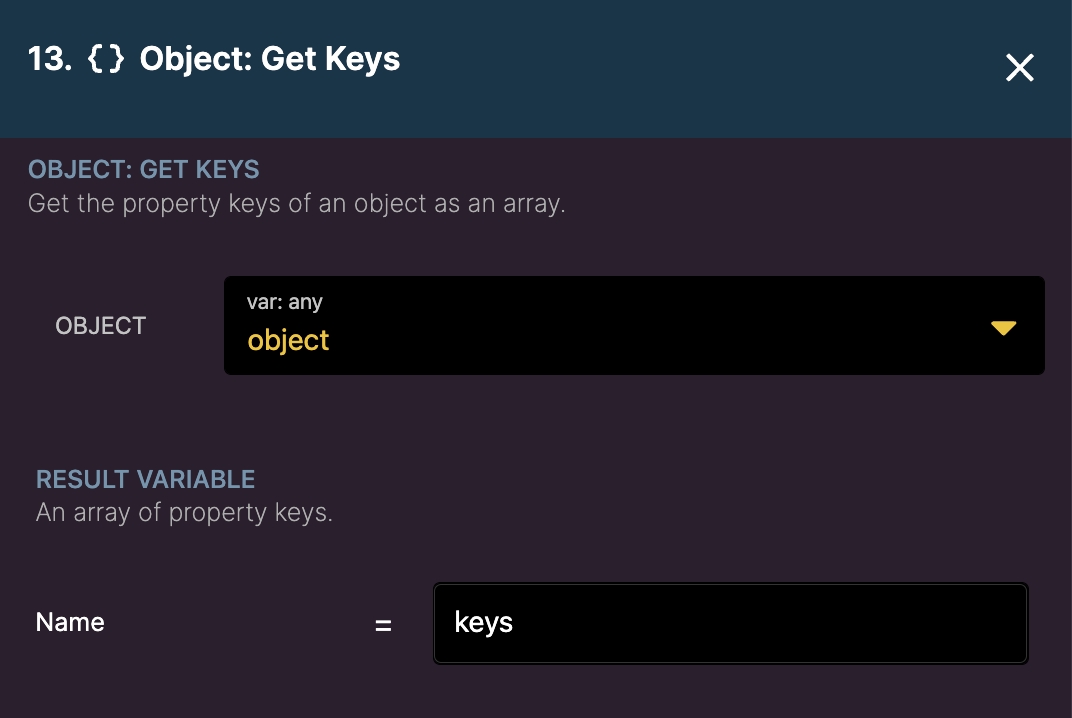 13. {} Object: Get Keys
OBJECT: GET KEYS
Get the property keys of an object as an array.
var: any
OBJECT
object
RESULT VARIABLE
An array of property keys.
Name = keys